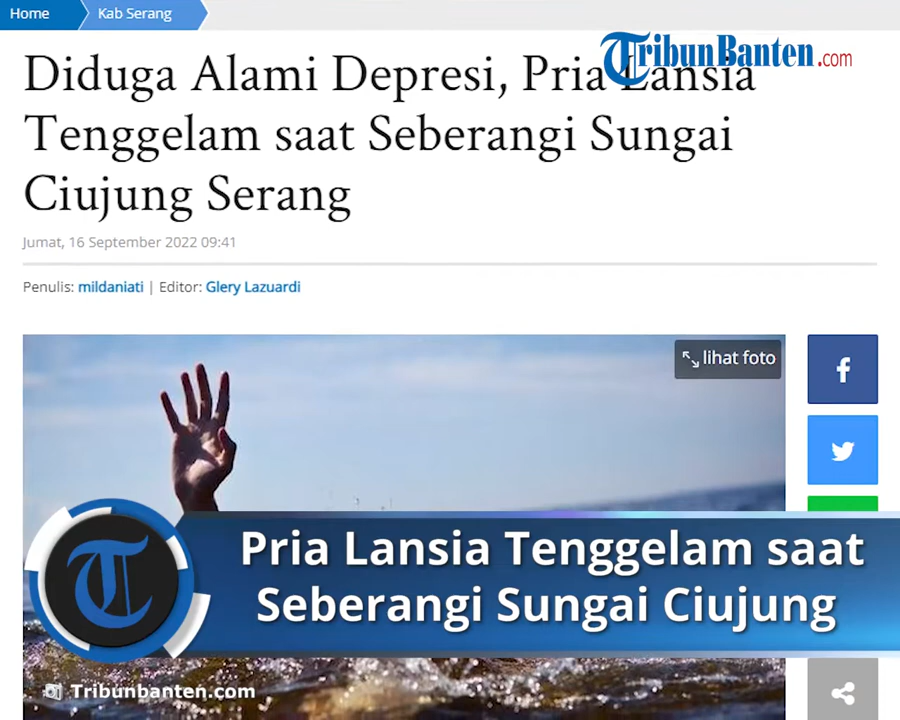 Home Kab Serang
TribunBanten.com
Diduga Alami Depresi, Pria Lansia
Tenggelam saat Seberangi Sungai
Ciujung Serang
Jumat, 16 September 2022 09:41
Penulis: mildaniati | Editor: Glery Lazuardi
lihat foto
Pria Lansia Tenggelam saat
Seberangi Sungai Ciujung
Tribunbanten.com